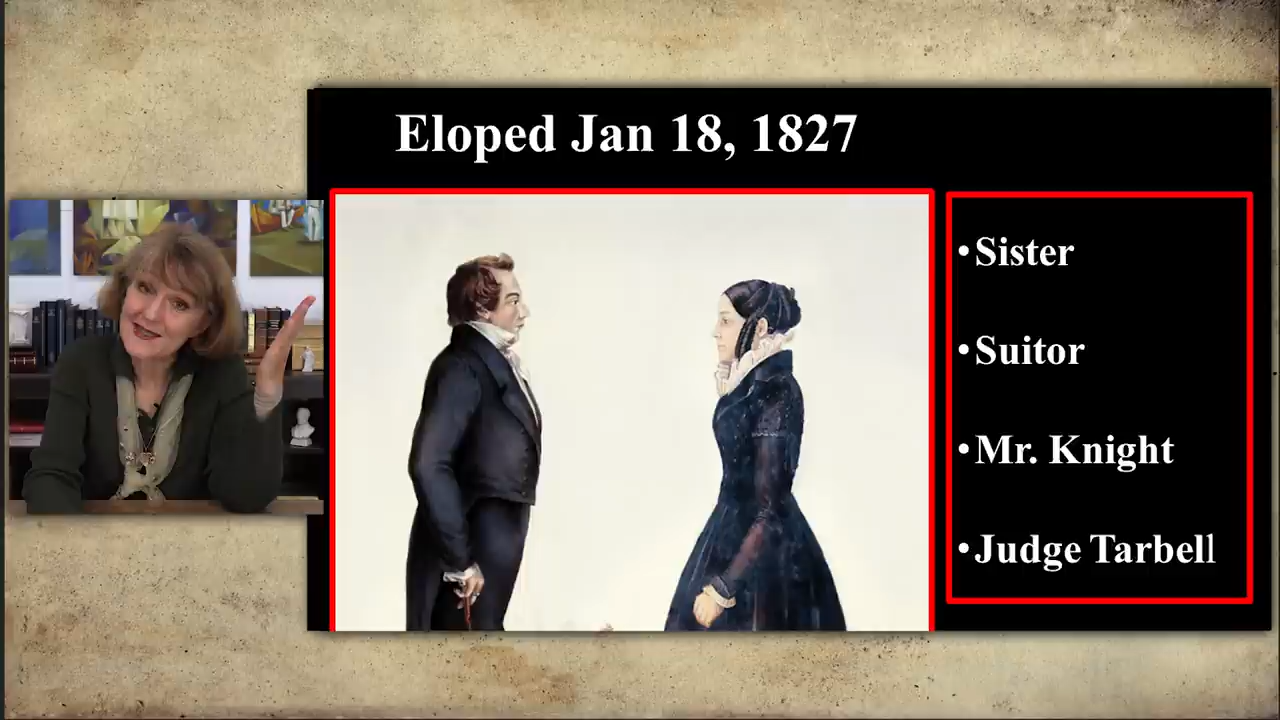 Eloped Jan 18, 1827
•Sister
•Suitor
•Mr. Knight
•Judge Tarbell